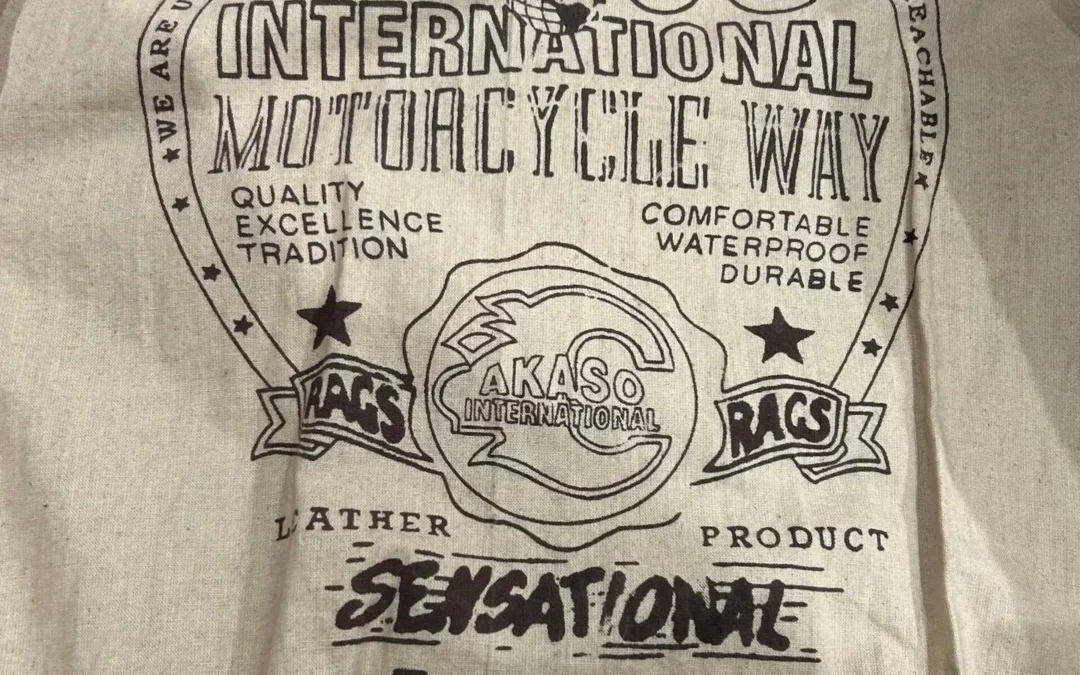 ★ WE ARE U
EACHABLE ★
INTERNATIONAL
MOTORCYCLE WAY
QUALITY
EXCELLENCE
TRADITION
COMFORTABLE
WATERPROOF
DURABLE
RAGS
AKASO
INTERNATIONAL
RAGS
LEATHER PRODUCT
SENSATIONAL